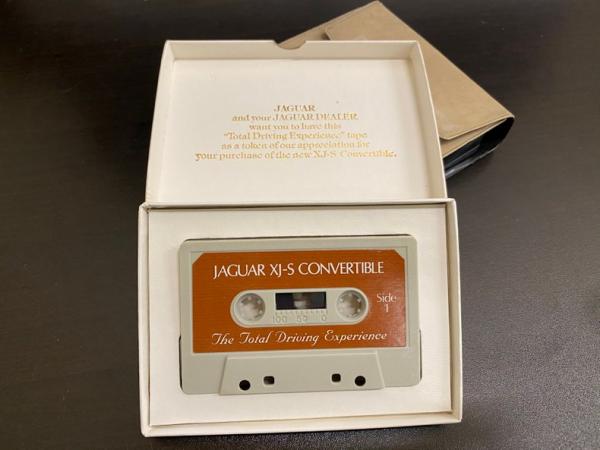 JAGUAR
and your JAGUAR DEALER
want you to have this
"Total Driving Experience" tape
as a token of our appreciation for
your purchase of the new XJ-S Convertible.
JAGUAR XJ-S CONVERTIBLE
Side
1
100 50 0
The Total Driving Experience